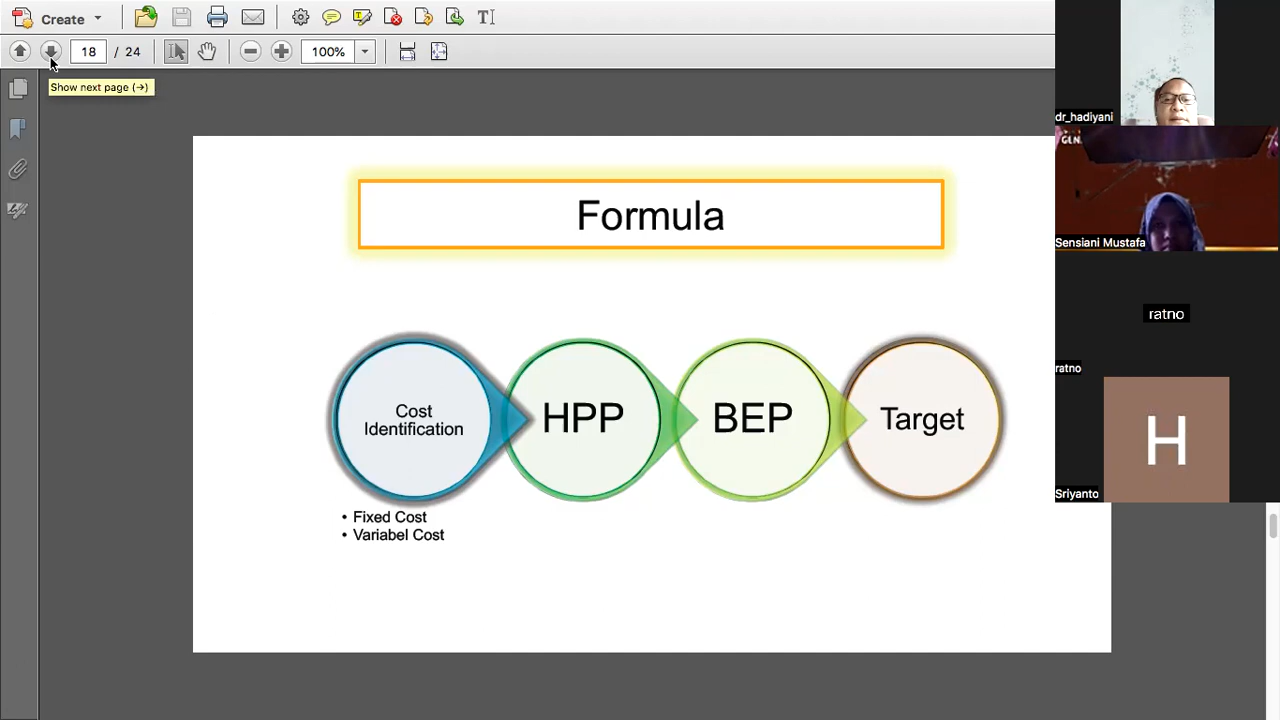 Create
18 / 24
100%
Show next page (→)
Formula
Cost
Identification
HPP
BEP
Target
• Fixed Cost
• Variabel Cost
dr_hadiyani
Sensiani Mustafa
ratno
ratno
H
Sriyanto